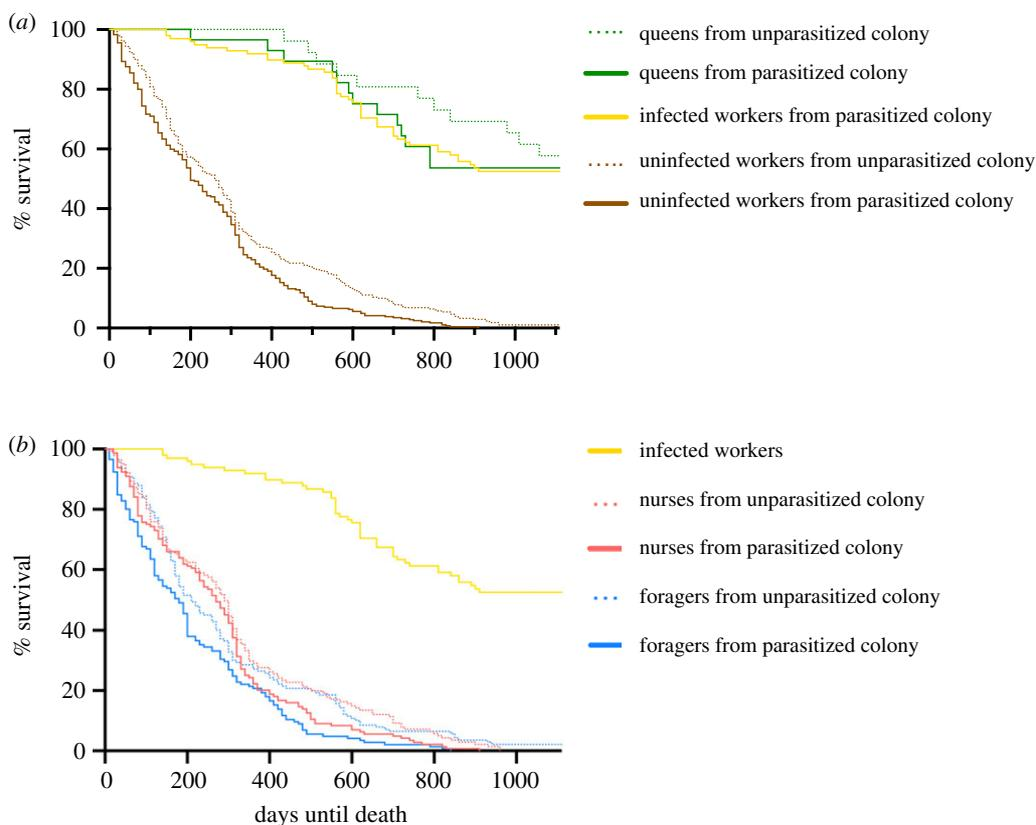 (a)
100
80
60
40
20
0
% survival
0 200 400 600 800 1000
queens from unparasitized colony
queens from parasitized colony
infected workers from parasitized colony
uninfected workers from unparasitized colony
uninfected workers from parasitized colony
(b)
100
80
60
40
20
0
% survival
0 200 400 600 800 1000
days until death
infected workers
nurses from unparasitized colony
nurses from parasitized colony
foragers from unparasitized colony
foragers from parasitized colony